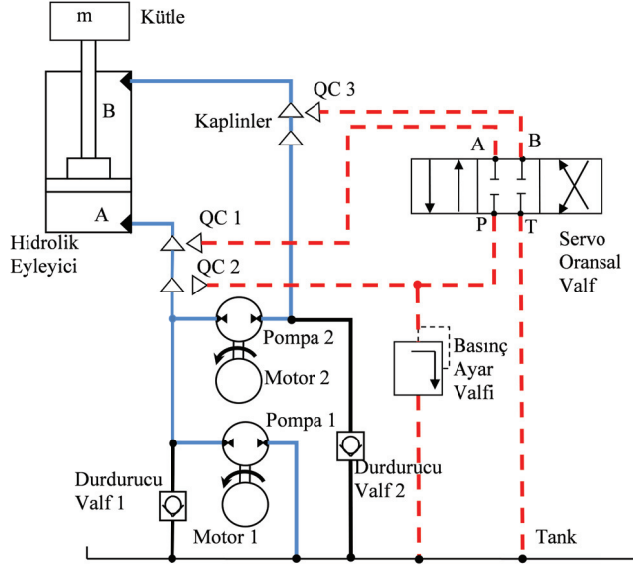 m
Kütle
B
QC 3
Kaplinler
A
B
A
QC 1
P
T
Hidrolik
Eyleyici
QC 2
Servo
Oransal
Valf
Pompa 2
Basınç
Ayar
Valfi
Motor 2
Pompa 1
Durdurucu
Valf 1
Durdurucu
Valf 2
Motor 1
Tank